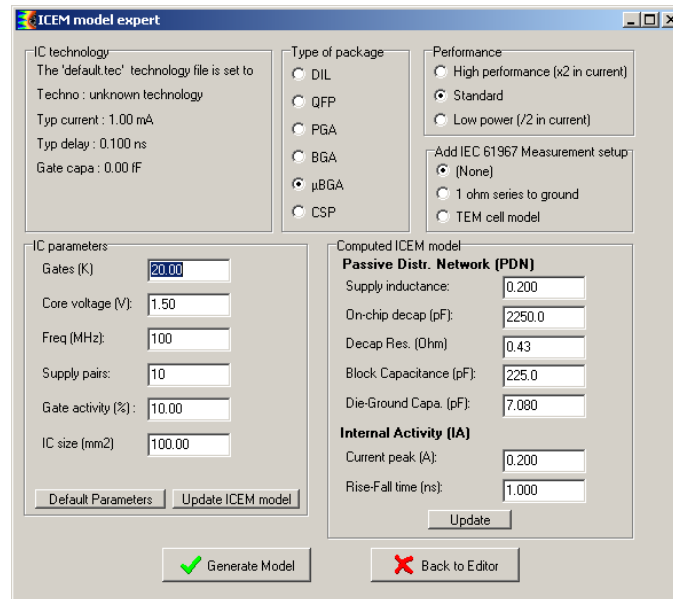 ICEM model expert
IC technology
The 'default.tec' technology file is set to
Techno : unknown technology
Typ current : 1.00 mA
Typ delay : 0.100 ns
Gate capa : 0.00 fF
Type of package
DIL
QFP
PGA
BGA
µBGA
CSP
Performance
High performance (x2 in current)
Standard
Low power (/2 in current)
Add IEC 61967 Measurement setup
(None)
1 ohm series to ground
TEM cell model
IC parameters
Gates (K) 20.00
Core voltage (V): 1.50
Freq (MHz): 100
Supply pairs: 10
Gate activity (%) : 10.00
IC size (mm2) 100.00
Default Parameters Update ICEM model
Computed ICEM model
Passive Distr. Network (PDN)
Supply inductance: 0.200
On-chip decap (pF): 2250.0
Decap Res. (Ohm) 0.43
Block Capacitance (pF): 225.0
Die-Ground Capa. (pF): 7.080
Internal Activity (IA)
Current peak (A): 0.200
Rise-Fall time (ns): 1.000
Update
Generate Model Back to Editor